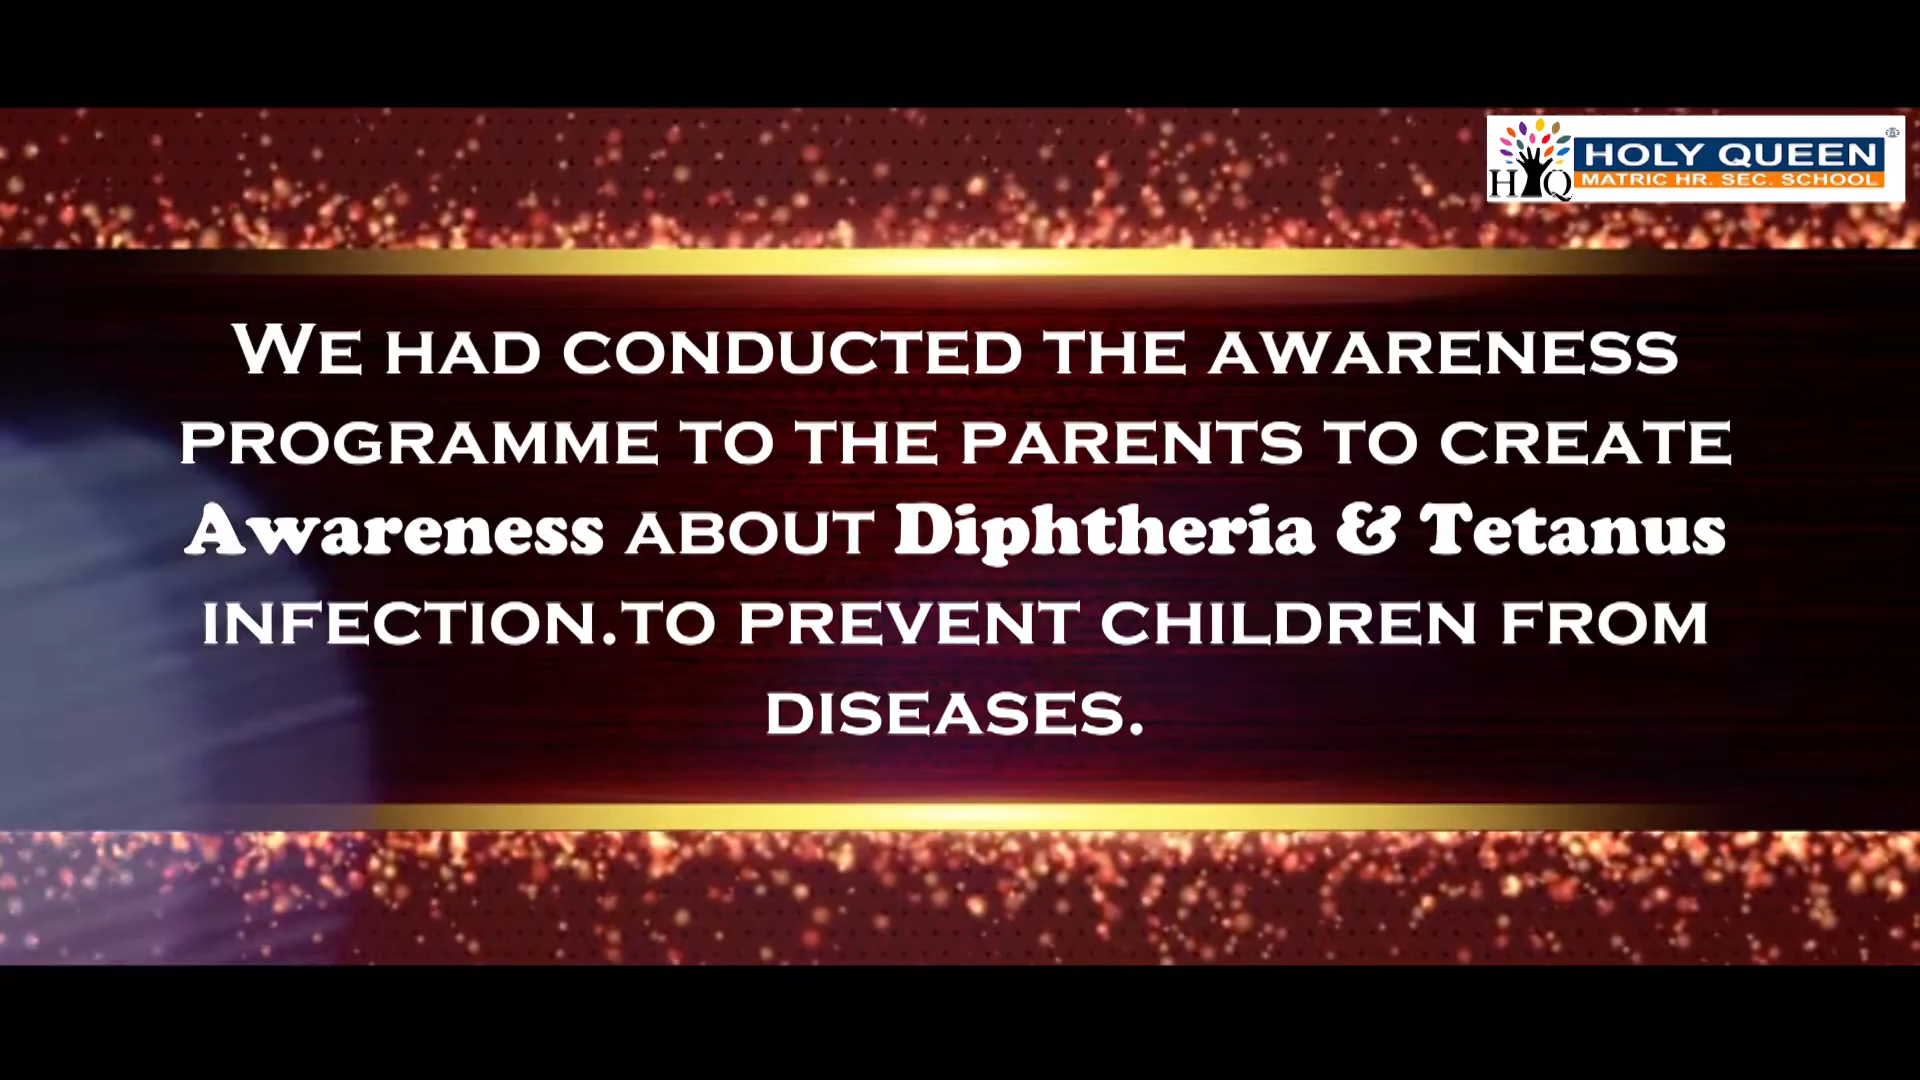 HQ HOLY QUEEN
MATRIC HR. SEC. SCHOOL
WE HAD CONDUCTED THE AWARENESS
PROGRAMME TO THE PARENTS TO CREATE
Awareness ABOUT Diphtheria & Tetanus
INFECTION.TO PREVENT CHILDREN FROM
DISEASES.